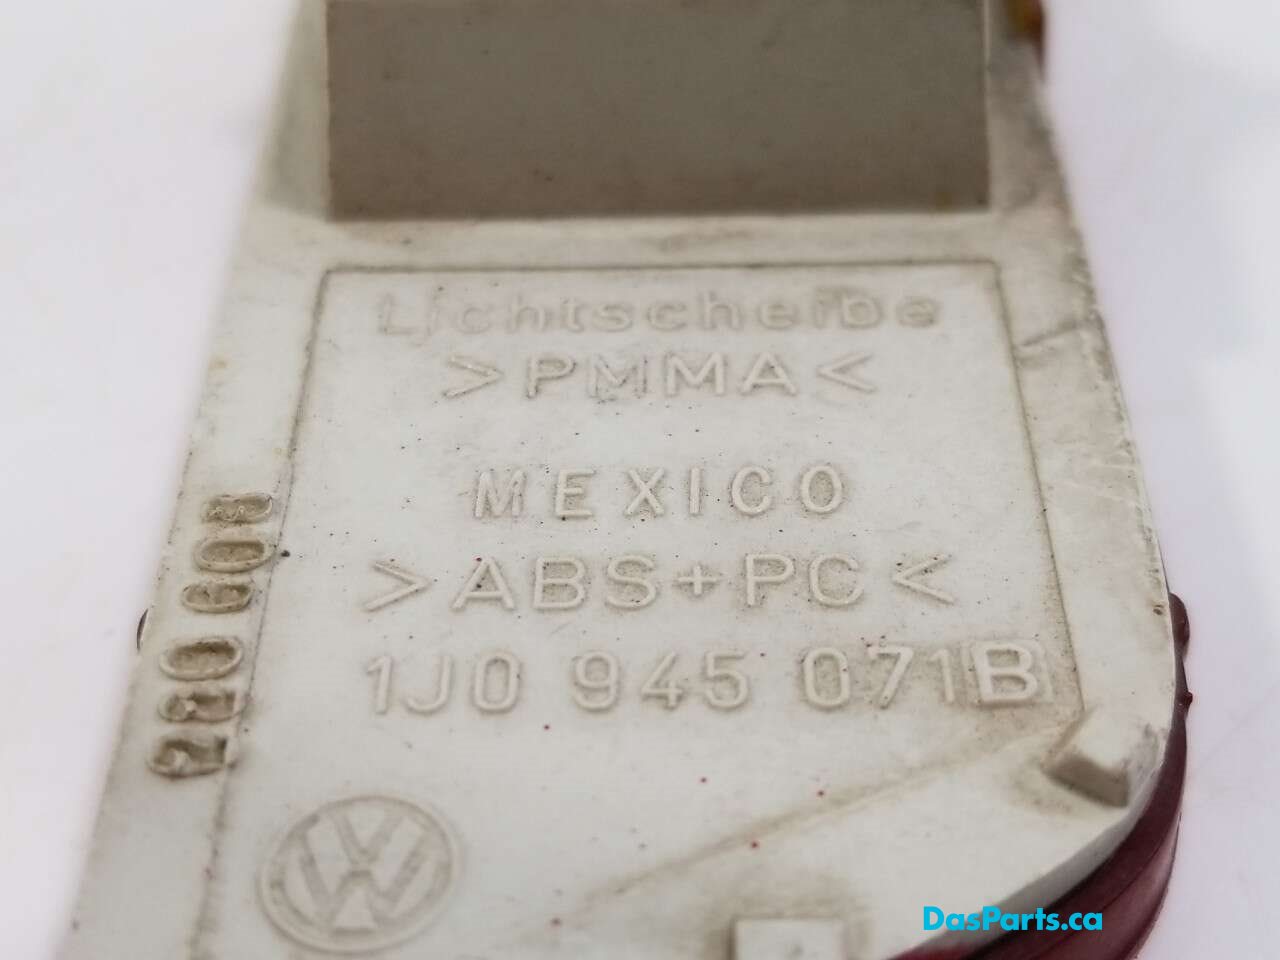 Lichtscheibe
>PMMA<
MEXICO
>ABS+PC<
1J0 945 071B
DasParts.ca